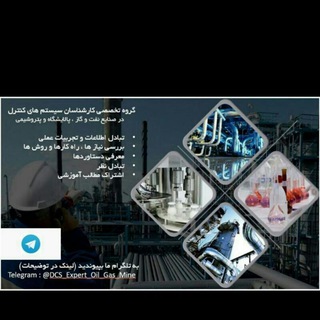 گروه تخصصی کارشناسان سیستم های کنترل
در صنایع نفت و گاز ، پالایشگاه و پتروشیمی
• تبادل اطلاعات و تجربیات عملی
• بررسی نیاز ها ، راه کارها و روش ها
• معرفی دستاوردها
• تبادل نظر
• اشتراک مطالب آموزشی
به تلگرام ما بپیوندید (لینک در توضیحات)
Telegram : @DCS_Expert_Oil_Gas_Mine